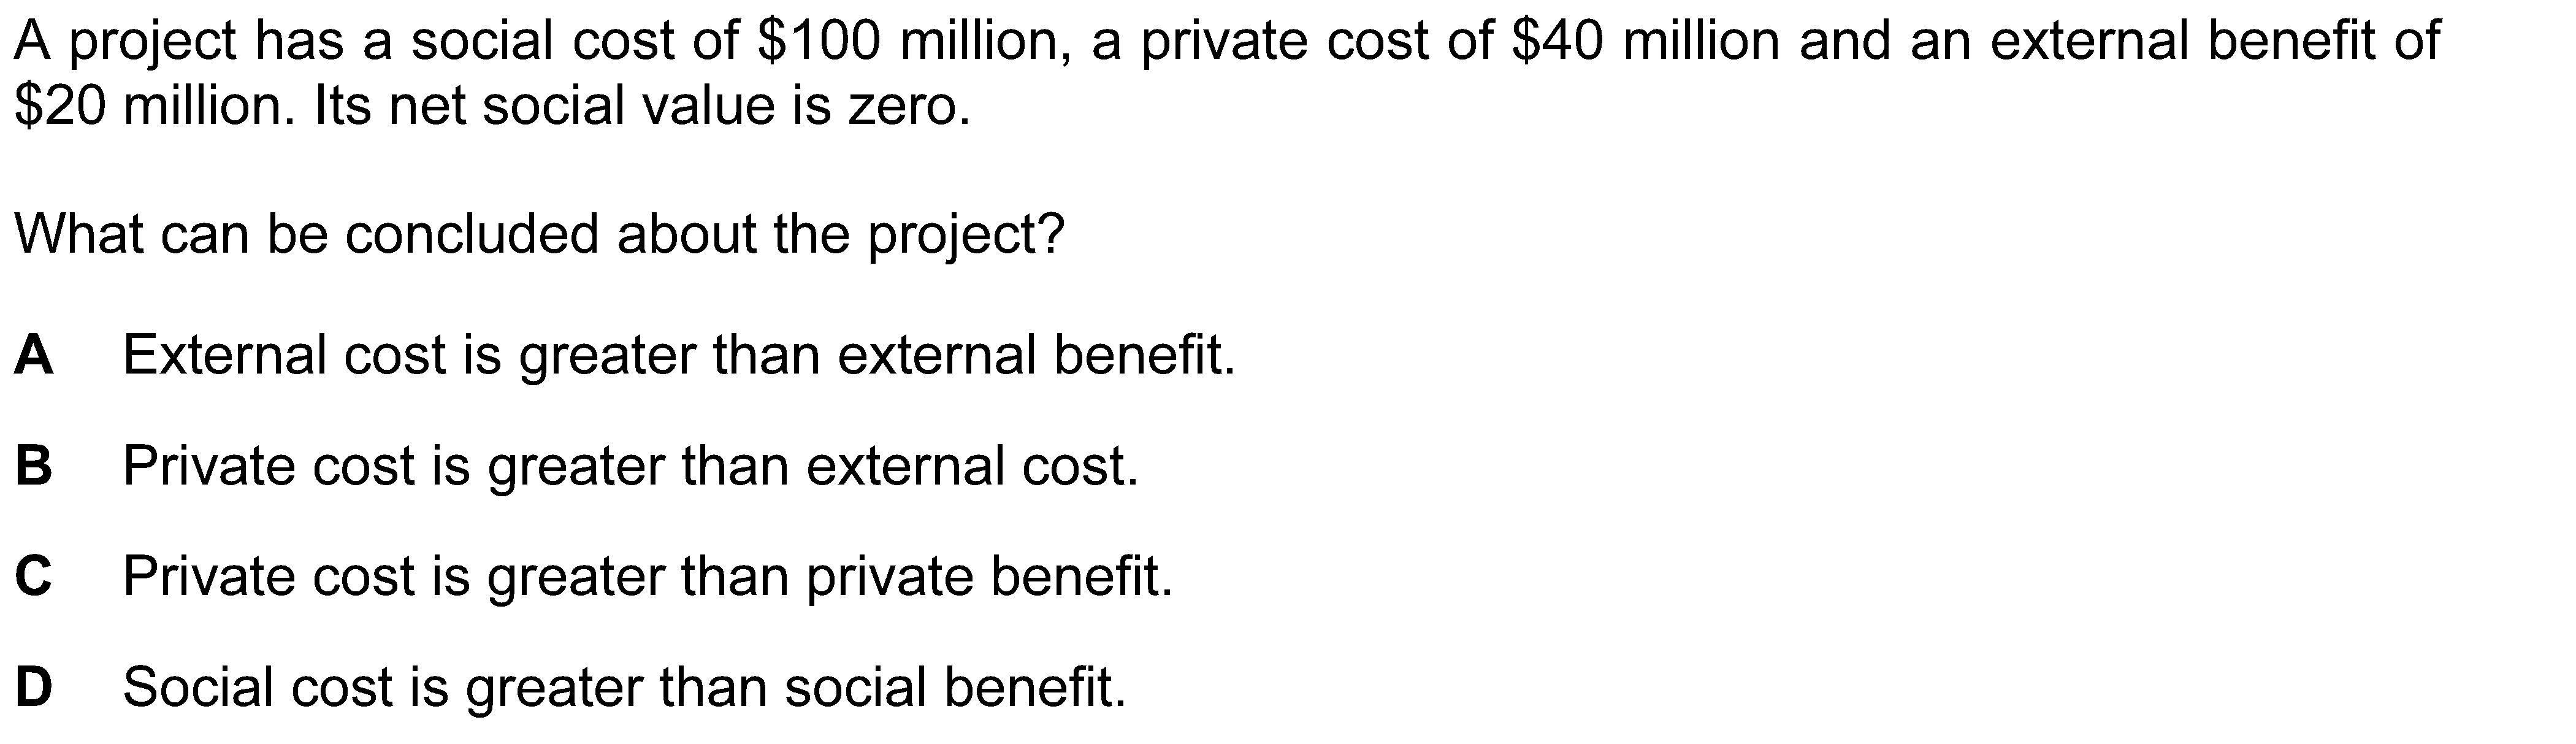 A project has a social cost of $100 million, a private cost of $40 million and an external benefit of
$20 million. Its net social value is zero.
What can be concluded about the project?
A External cost is greater than external benefit.
B Private cost is greater than external cost.
C Private cost is greater than private benefit.
D Social cost is greater than social benefit.